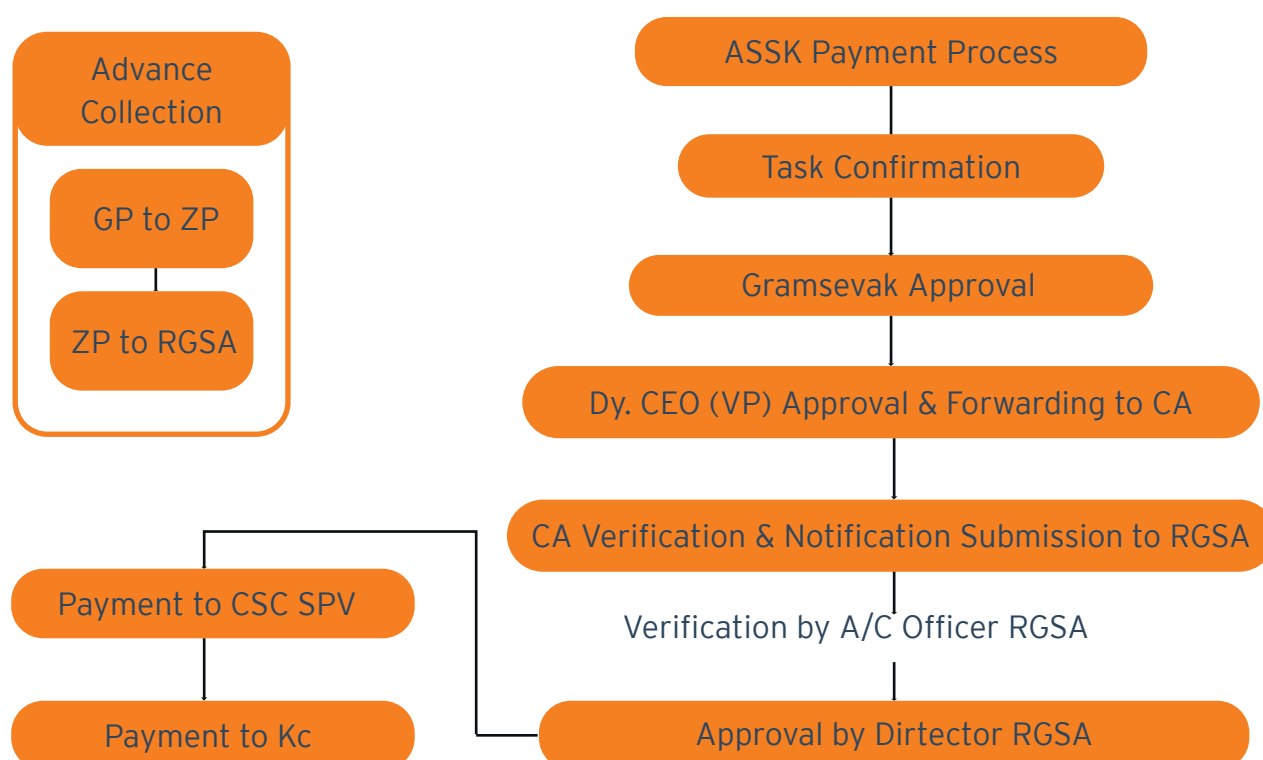 Advance
Collection
GP to ZP
ZP to RGSA
ASSK Payment Process
Task Confirmation
Gramsevak Approval
Dy. CEO (VP) Approval & Forwarding to CA
CA Verification & Notification Submission to RGSA
Verification by A/C Officer RGSA
Approval by Dirtector RGSA
Payment to CSC SPV
Payment to Kc